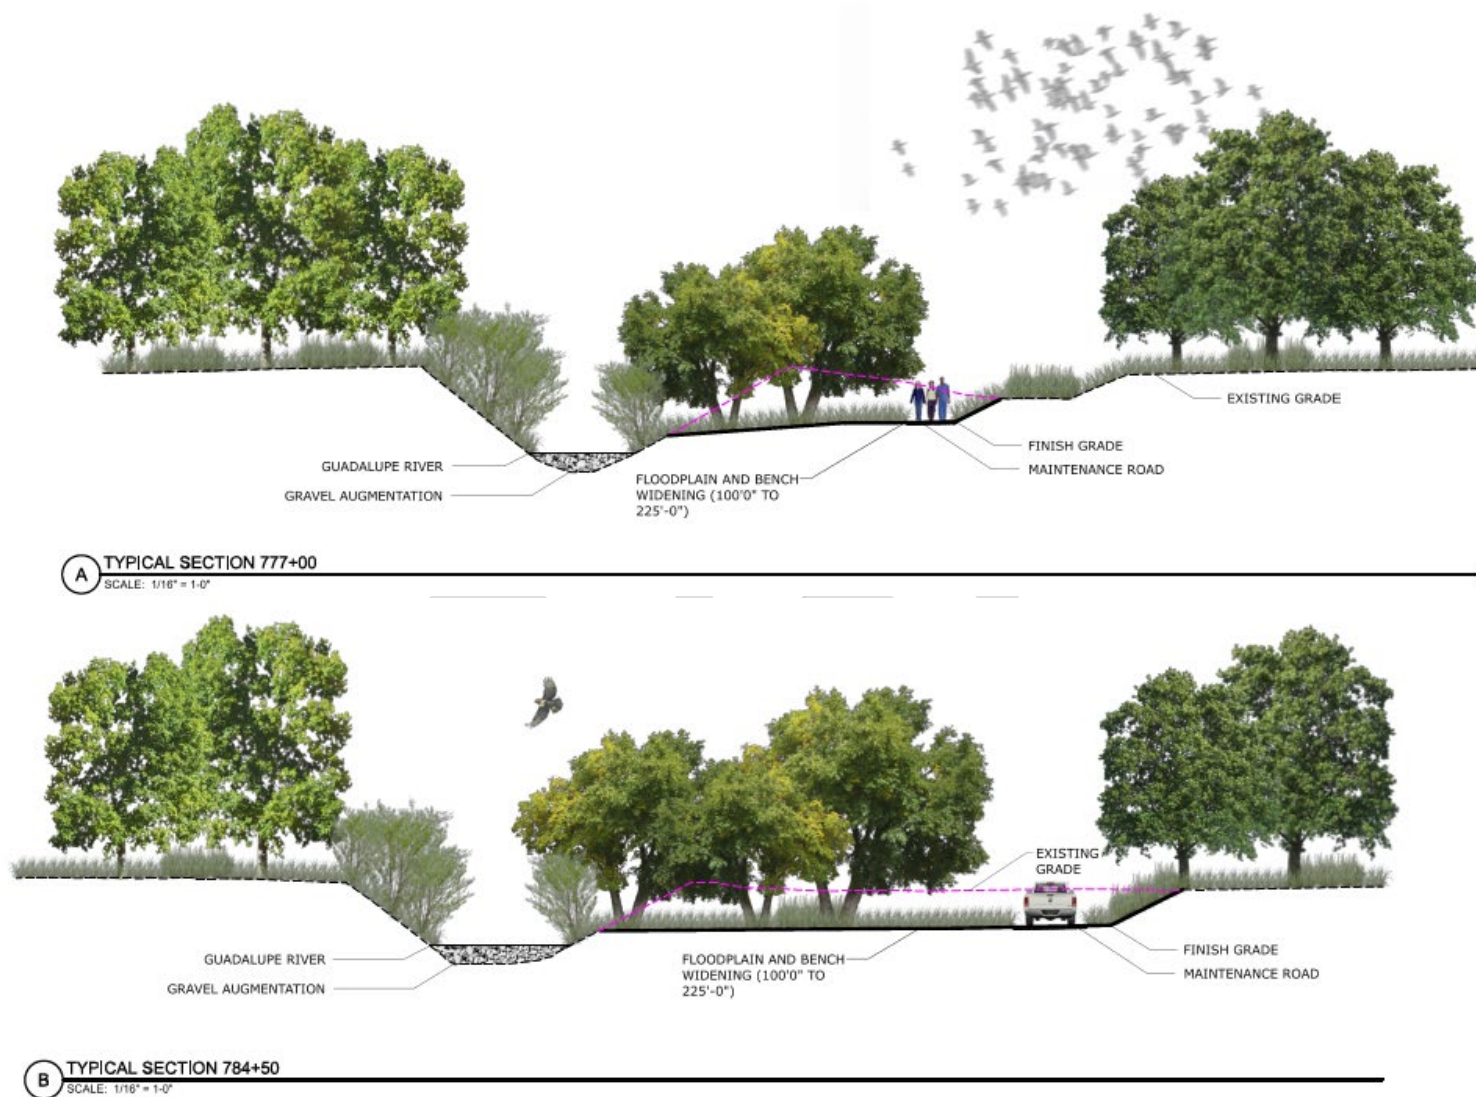 EXISTING GRADE
FINISH GRADE
MAINTENANCE ROAD
GUADALUPE RIVER
GRAVEL AUGMENTATION
FLOODPLAIN AND BENCH
WIDENING (100'0" TO
225'-0")
A
TYPICAL SECTION 777+00
SCALE: 1/16" = 1-0"
EXISTING
GRADE
GUADALUPE RIVER
GRAVEL AUGMENTATION
FLOODPLAIN AND BENCH
WIDENING (100'0" TO
225'-0")
FINISH GRADE
MAINTENANCE ROAD
B
TYPICAL SECTION 784+50
SCALE: 1/16" = 1-0"